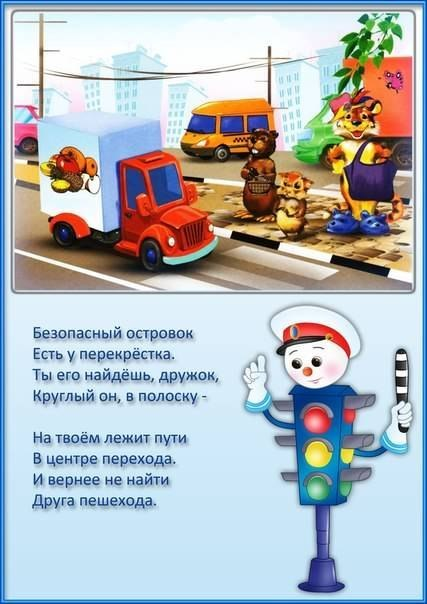 Безопасный островок
Есть у перекрёстка.
Ты его найдёшь, дружок,
Круглый он, в полоску -
На твоём лежит пути
В центре перехода.
И вернее не найти
Друга пешехода.